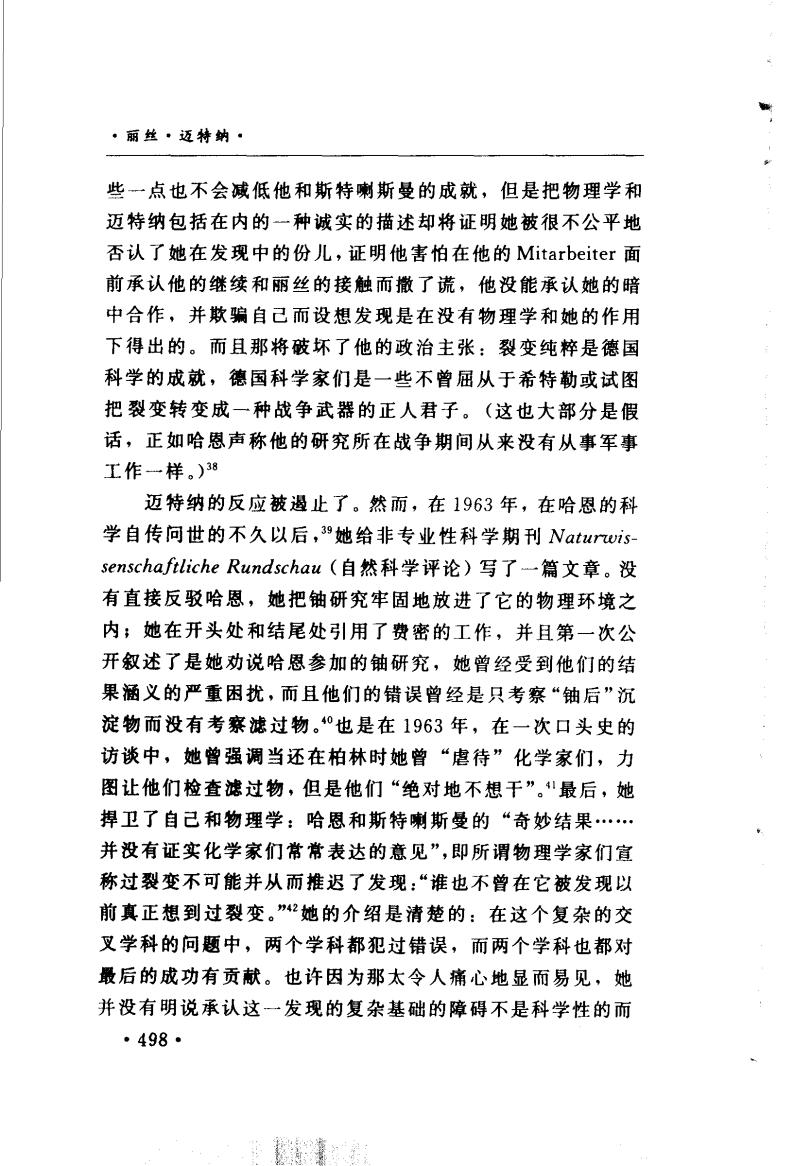 ·丽丝·迈特纳·
些一点也不会减低他和斯特喇斯曼的成就，但是把物理学和
迈特纳包括在内的一种诚实的描述却将证明她被很不公平地
否认了她在发现中的份儿，证明他害怕在他的 Mitarbeiter 面
前承认他的继续和丽丝的接触而撒了谎，他没能承认她的暗
中合作，并欺骗自己而设想发现是在没有物理学和她的作用
下得出的。而且那将破坏了他的政治主张：裂变纯粹是德国
科学的成就，德国科学家们是一些不曾屈从于希特勒或试图
把裂变转变成一种战争武器的正人君子。（这也大部分是假
话，正如哈恩声称他的研究所在战争期间从来没有从事军事
工作一样。）³⁸
迈特纳的反应被遏止了。然而，在 1963 年，在哈恩的科
学自传问世的不久以后，³⁹她给非专业性科学期刊 Naturwis-
senschaftliche Rundschau（自然科学评论）写了一篇文章。没
有直接反驳哈恩，她把铀研究牢固地放进了它的物理环境之
内；她在开头处和结尾处引用了费密的工作，并且第一次公
开叙述了是她劝说哈恩参加的铀研究，她曾经受到他们的结
果涵义的严重困扰，而且他们的错误曾经是只考察“铀后”沉
淀物而没有考察滤过物。⁴⁰也是在 1963 年，在一次口头史的
访谈中，她曾强调当还在柏林时她曾“虐待”化学家们，力
图让他们检查滤过物，但是他们“绝对地不想干”。⁴¹最后，她
捍卫了自己和物理学：哈恩和斯特喇斯曼的“奇妙结果……
并没有证实化学家们常常表达的意见”，即所谓物理学家们宣
称过裂变不可能并从而推迟了发现：“谁也不曾在它被发现以
前真正想到过裂变。”⁴²她的介绍是清楚的：在这个复杂的交
叉学科的问题中，两个学科都犯过错误，而两个学科也都对
最后的成功有贡献。也许因为那太令人痛心地显而易见，她
并没有明说承认这一发现的复杂基础的障碍不是科学性的而
·498·